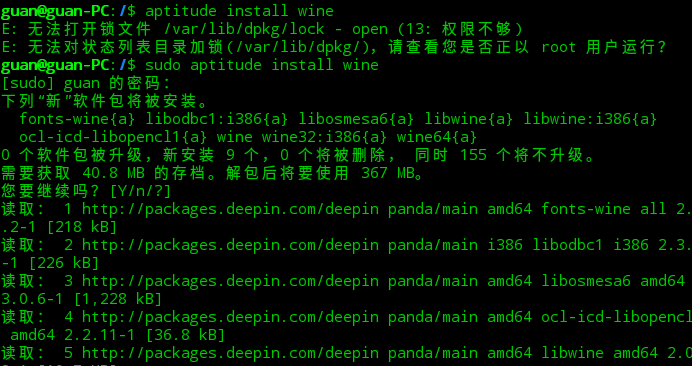 guan@guan-PC:/$ aptitude install wine
E: 无法打开锁文件 /var/lib/dpkg/lock - open (13: 权限不够)
E: 无法对状态列表目录加锁(/var/lib/dpkg/)，请查看您是否正以 root 用户运行？
guan@guan-PC:/$ sudo aptitude install wine
[sudo] guan 的密码：
下列“新”软件包将被安装。
  fonts-wine{a} libodbc1:i386{a} libosmesa6{a} libwine{a} libwine:i386{a}
  ocl-icd-libopencl1{a} wine wine32:i386{a} wine64{a}
0 个软件包被升级，新安装 9 个，0 个将被删除， 同时 155 个将不升级。
需要获取 40.8 MB 的存档。解包后将要使用 367 MB。
您要继续吗？[Y/n/?]
读取： 1 http://packages.deepin.com/deepin panda/main amd64 fonts-wine all 2.
.2-1 [218 kB]
读取： 2 http://packages.deepin.com/deepin panda/main i386 libodbc1 i386 2.3.
-1 [226 kB]
读取： 3 http://packages.deepin.com/deepin panda/main amd64 libosmesa6 amd64
3.0.6-1 [1,228 kB]
读取： 4 http://packages.deepin.com/deepin panda/main amd64 ocl-icd-libopencl
 amd64 2.2.11-1 [36.8 kB]
读取： 5 http://packages.deepin.com/deepin panda/main amd64 libwine amd64 2.0